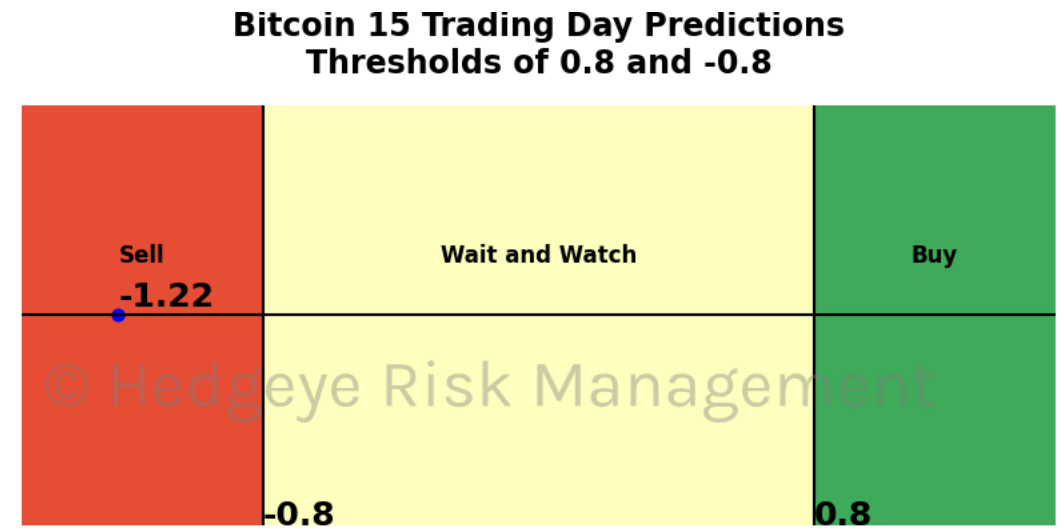 Bitcoin 15 Trading Day Predictions
Thresholds of 0.8 and -0.8
Sell
Wait and Watch
Buy
-1.22
© Hedgeye Risk Management
-0.8
0.8